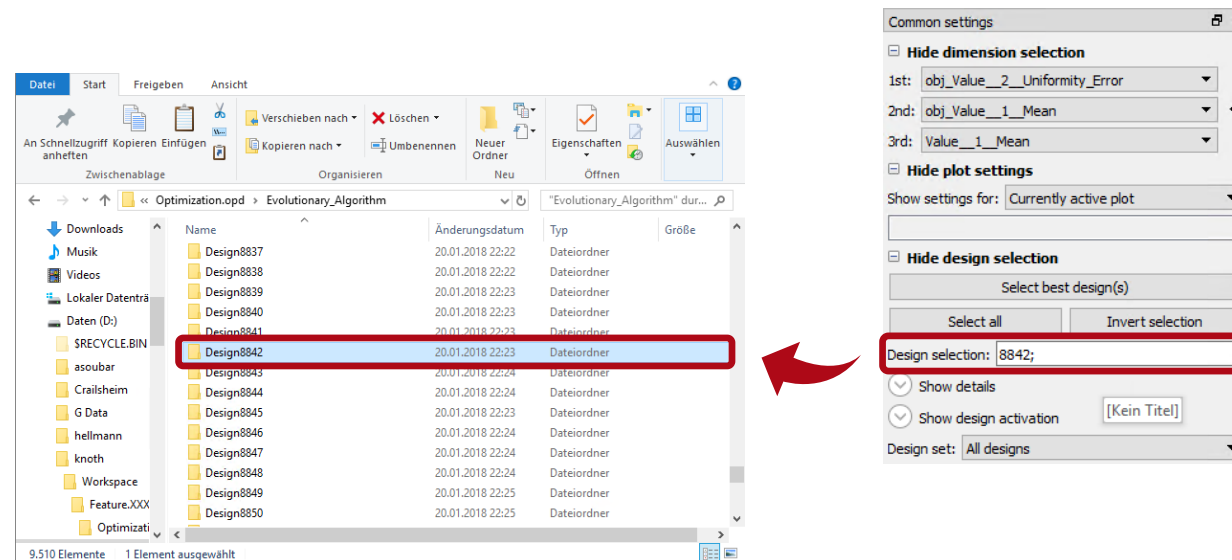 Datei Start Freigeben Ansicht
An Schnellzugriff anheften
Kopieren
Einfügen
Verschieben nach
Kopieren nach
Löschen
Umbenennen
Neuer Ordner
Eigenschaften
Auswählen
Zwischenablage Organisieren Neu Öffnen
« Optimization.opd › Evolutionary_Algorithm
"Evolutionary_Algorithm" dur...
Downloads
Musik
Videos
Lokaler Datenträ
Daten (D:)
$RECYCLE.BIN
asoubar
Crailsheim
G Data
hellmann
knoth
Workspace
Feature.XXX
Optimizati
Name Änderungsdatum Typ Größe
Design8837 20.01.2018 22:22 Dateiordner
Design8838 20.01.2018 22:22 Dateiordner
Design8839 20.01.2018 22:23 Dateiordner
Design8840 20.01.2018 22:23 Dateiordner
Design8841 20.01.2018 22:23 Dateiordner
Design8842 20.01.2018 22:23 Dateiordner
Design8843 20.01.2018 22:24 Dateiordner
Design8844 20.01.2018 22:24 Dateiordner
Design8845 20.01.2018 22:23 Dateiordner
Design8846 20.01.2018 22:24 Dateiordner
Design8847 20.01.2018 22:24 Dateiordner
Design8848 20.01.2018 22:24 Dateiordner
Design8849 20.01.2018 22:25 Dateiordner
Design8850 20.01.2018 22:25 Dateiordner
9.510 Elemente 1 Element ausgewählt
Common settings
Hide dimension selection
1st: obj_Value__2__Uniformity_Error
2nd: obj_Value__1__Mean
3rd: Value__1__Mean
Hide plot settings
Show settings for: Currently active plot
Hide design selection
Select best design(s)
Select all Invert selection
Design selection: 8842;
Show details
Show design activation
[Kein Titel]
Design set: All designs